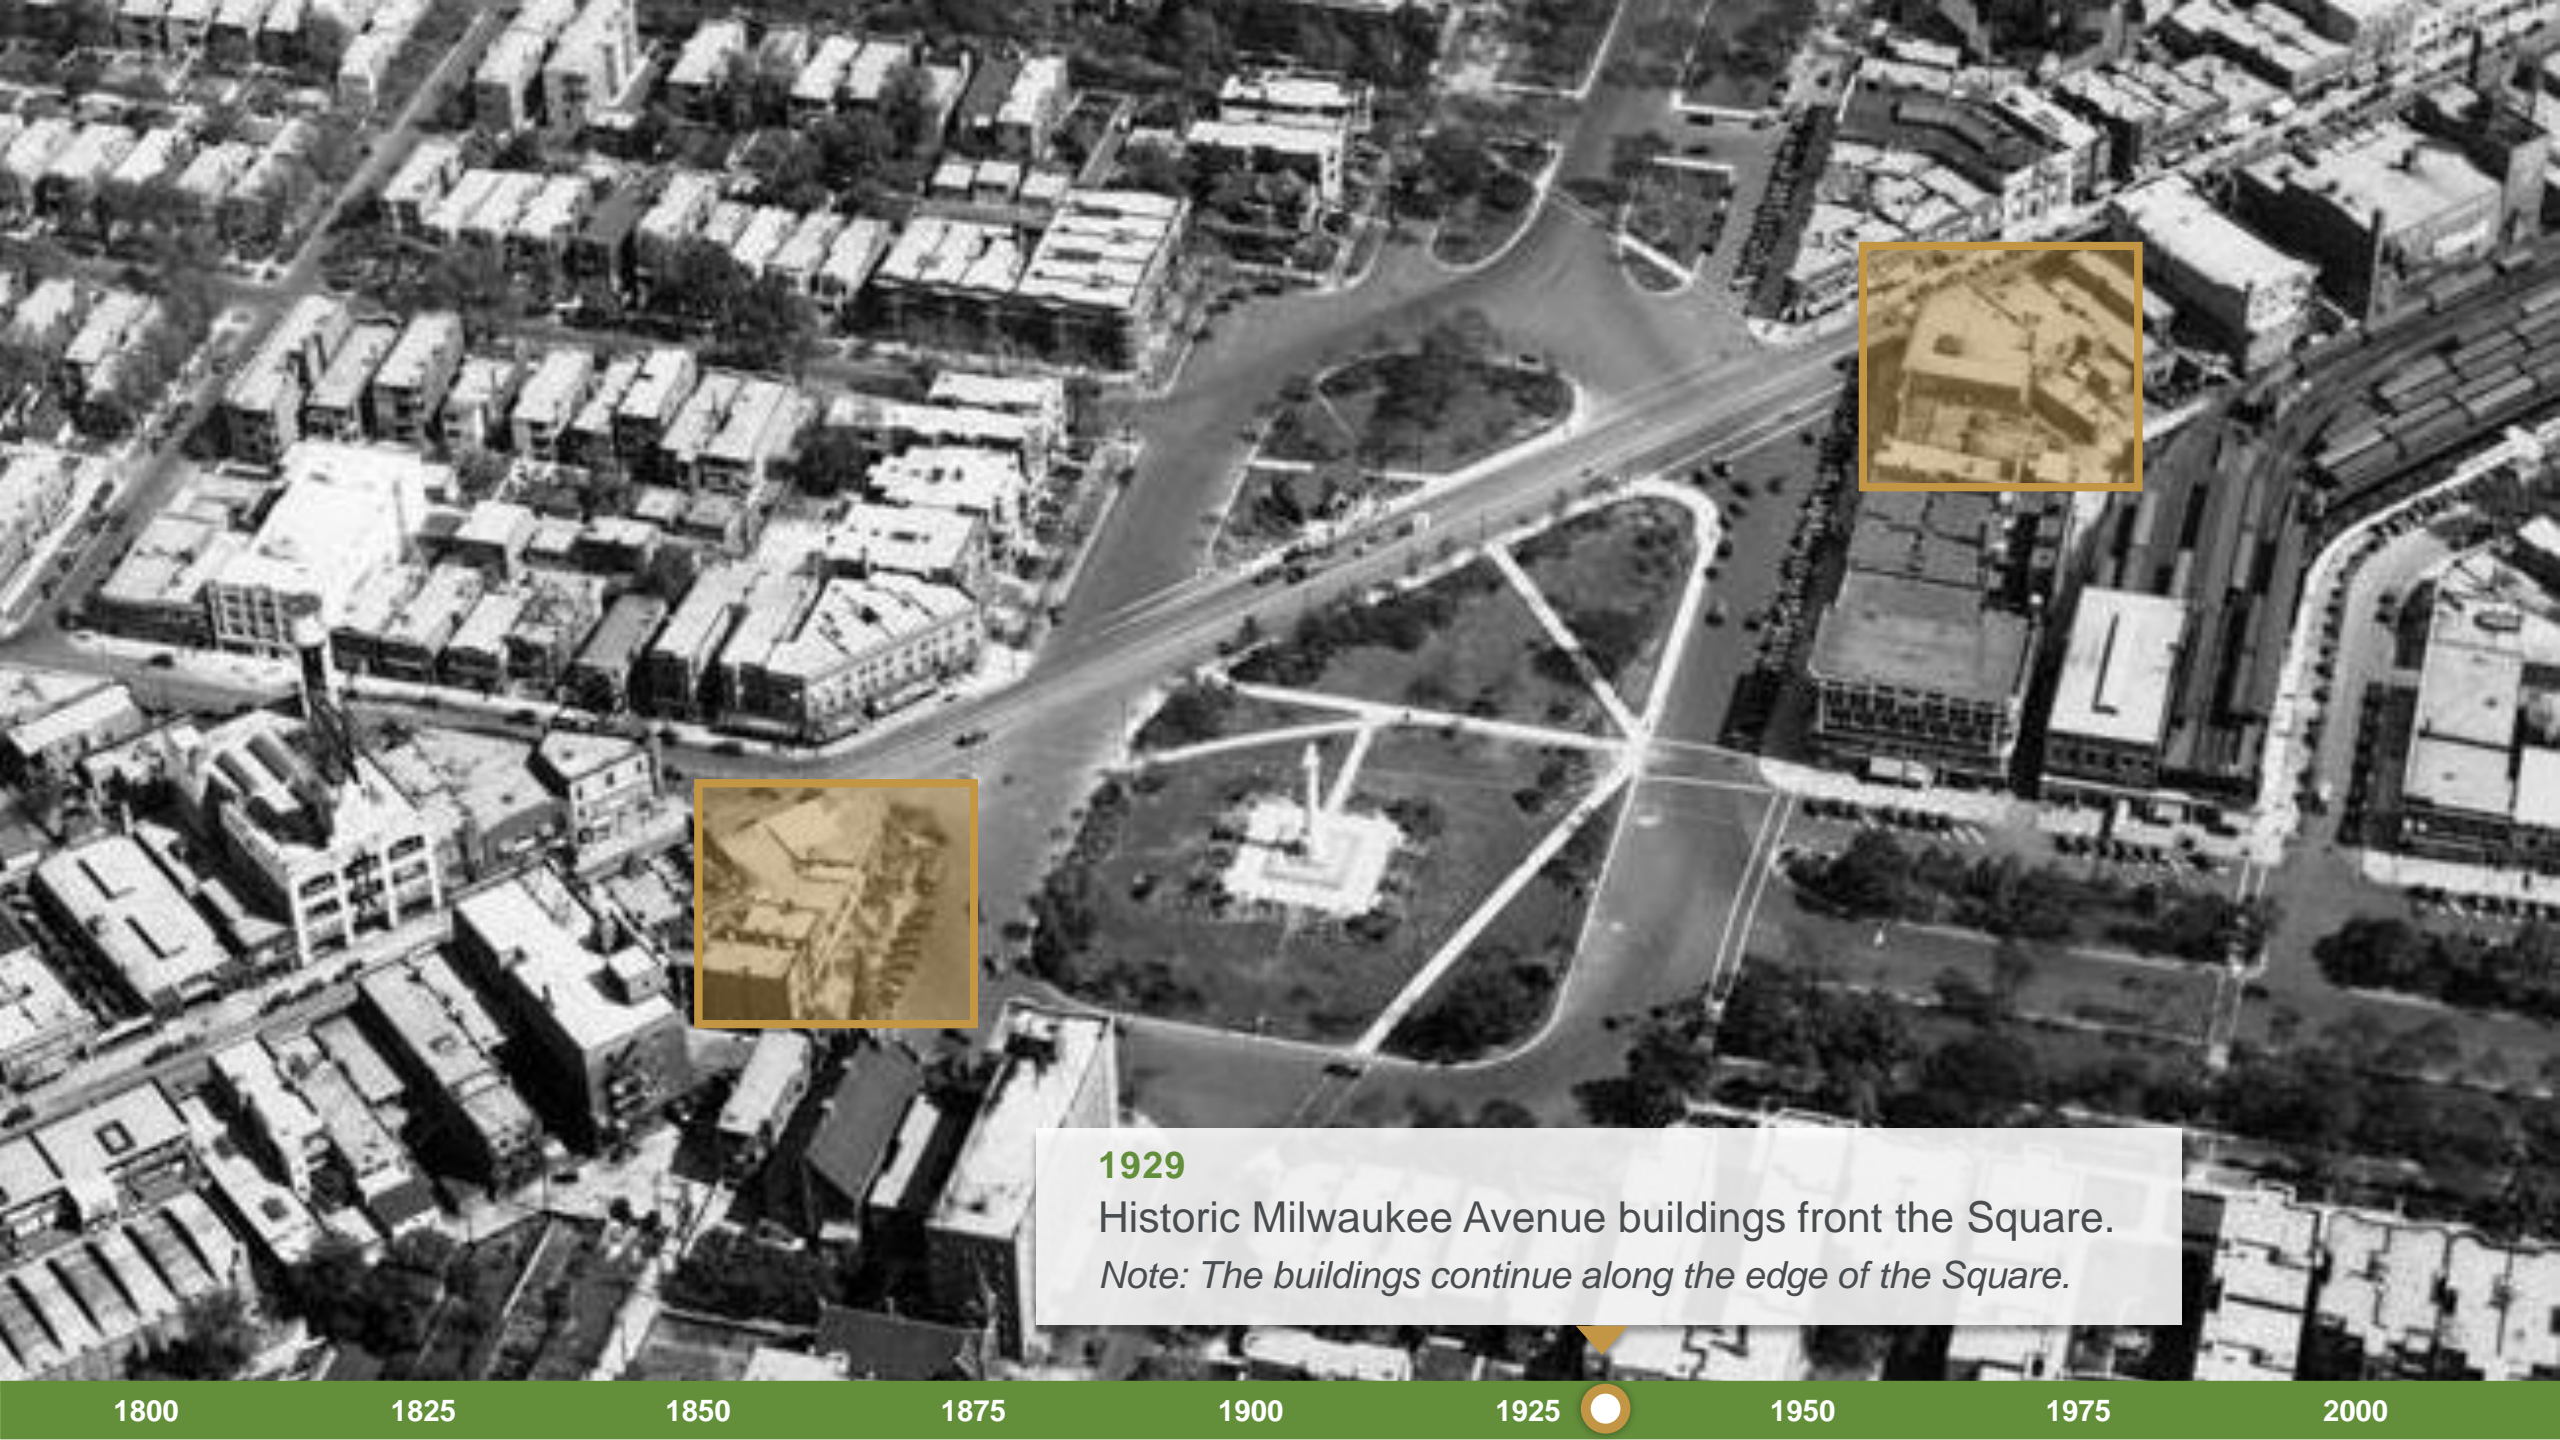 1929
Historic Milwaukee Avenue buildings front the Square.
Note: The buildings continue along the edge of the Square.
1800 1825 1850 1875 1900 1925 1950 1975 2000